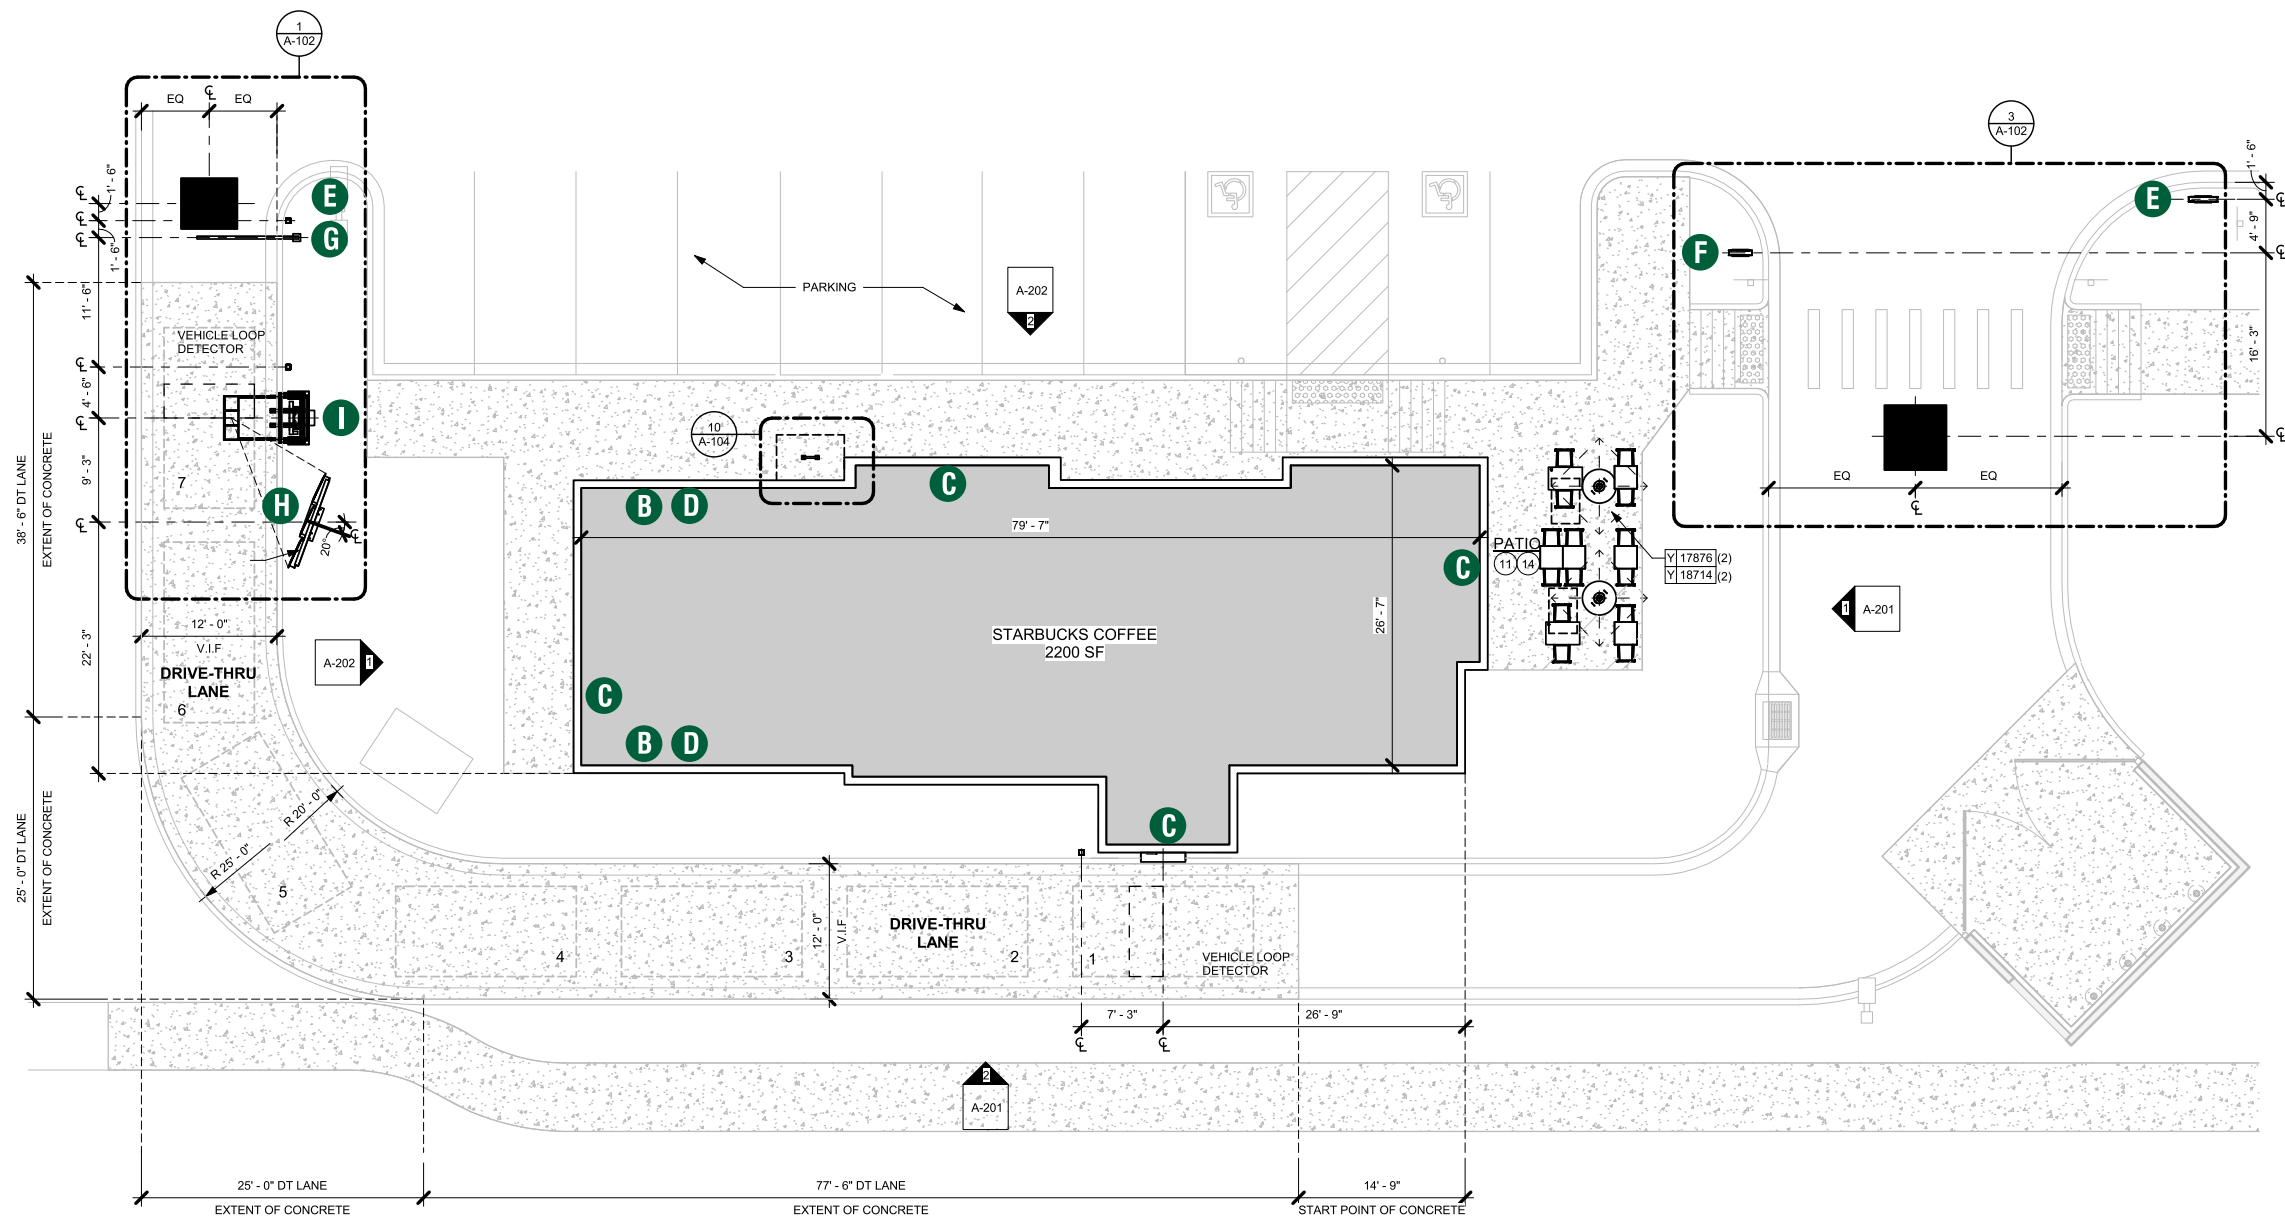 1
A-102
3
A-102
EQ
℄
EQ
℄
℄
℄
1' - 6"
1' - 6"
E
G
11' - 6"
VEHICLE LOOP
DETECTOR
℄
4' - 6"
℄
I
9' - 3"
7
H
℄
20°
℄
38' - 6" DT LANE
EXTENT OF CONCRETE
22' - 3"
12' - 0"
V.I.F
DRIVE-THRU
LANE
6
A-202
1
25' - 0" DT LANE
EXTENT OF CONCRETE
R 20' - 0"
R 25' - 0"
5
PARKING
A-202
2
10
A-104
B
D
C
79' - 7"
C
26' - 7"
STARBUCKS COFFEE
2200 SF
C
B
D
C
PATIO
11
14
Y 17876 (2)
Y 18714 (2)
E
F
1' - 6"
℄
4' - 9"
℄
16' - 3"
℄
EQ
EQ
℄
1
A-201
4
3
12' - 0"
V.I.F
DRIVE-THRU
LANE
2
1
VEHICLE LOOP
DETECTOR
7' - 3"
26' - 9"
℄
℄
2
A-201
25' - 0" DT LANE
EXTENT OF CONCRETE
77' - 6" DT LANE
EXTENT OF CONCRETE
14' - 9"
START POINT OF CONCRETE